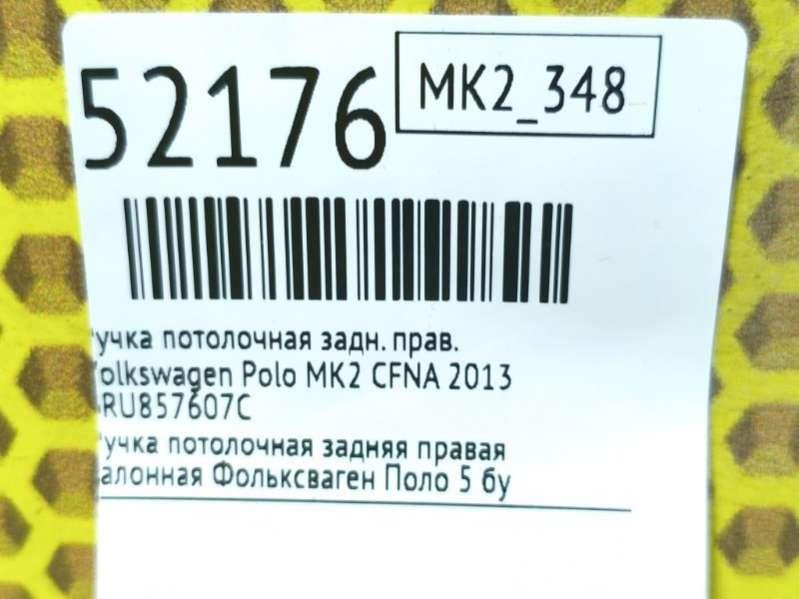 52176
MK2_348
учка потолочная задн. прав.
olkswagen Polo MK2 CFNA 2013
RU857607C
учка потолочная задняя правая
алонная Фольксваген Поло 5 бу